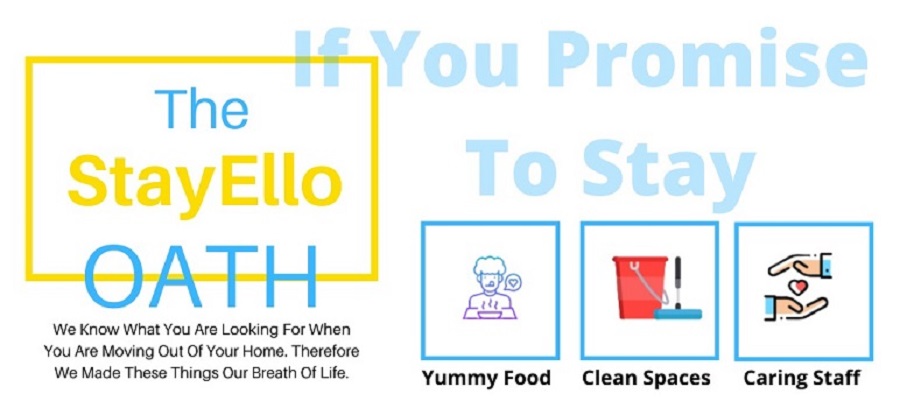 The
StayEllo
OATH
We Know What You Are Looking For When
You Are Moving Out Of Your Home. Therefore
We Made These Things Our Breath Of Life.
If You Promise
To Stay
Yummy Food
Clean Spaces
Caring Staff